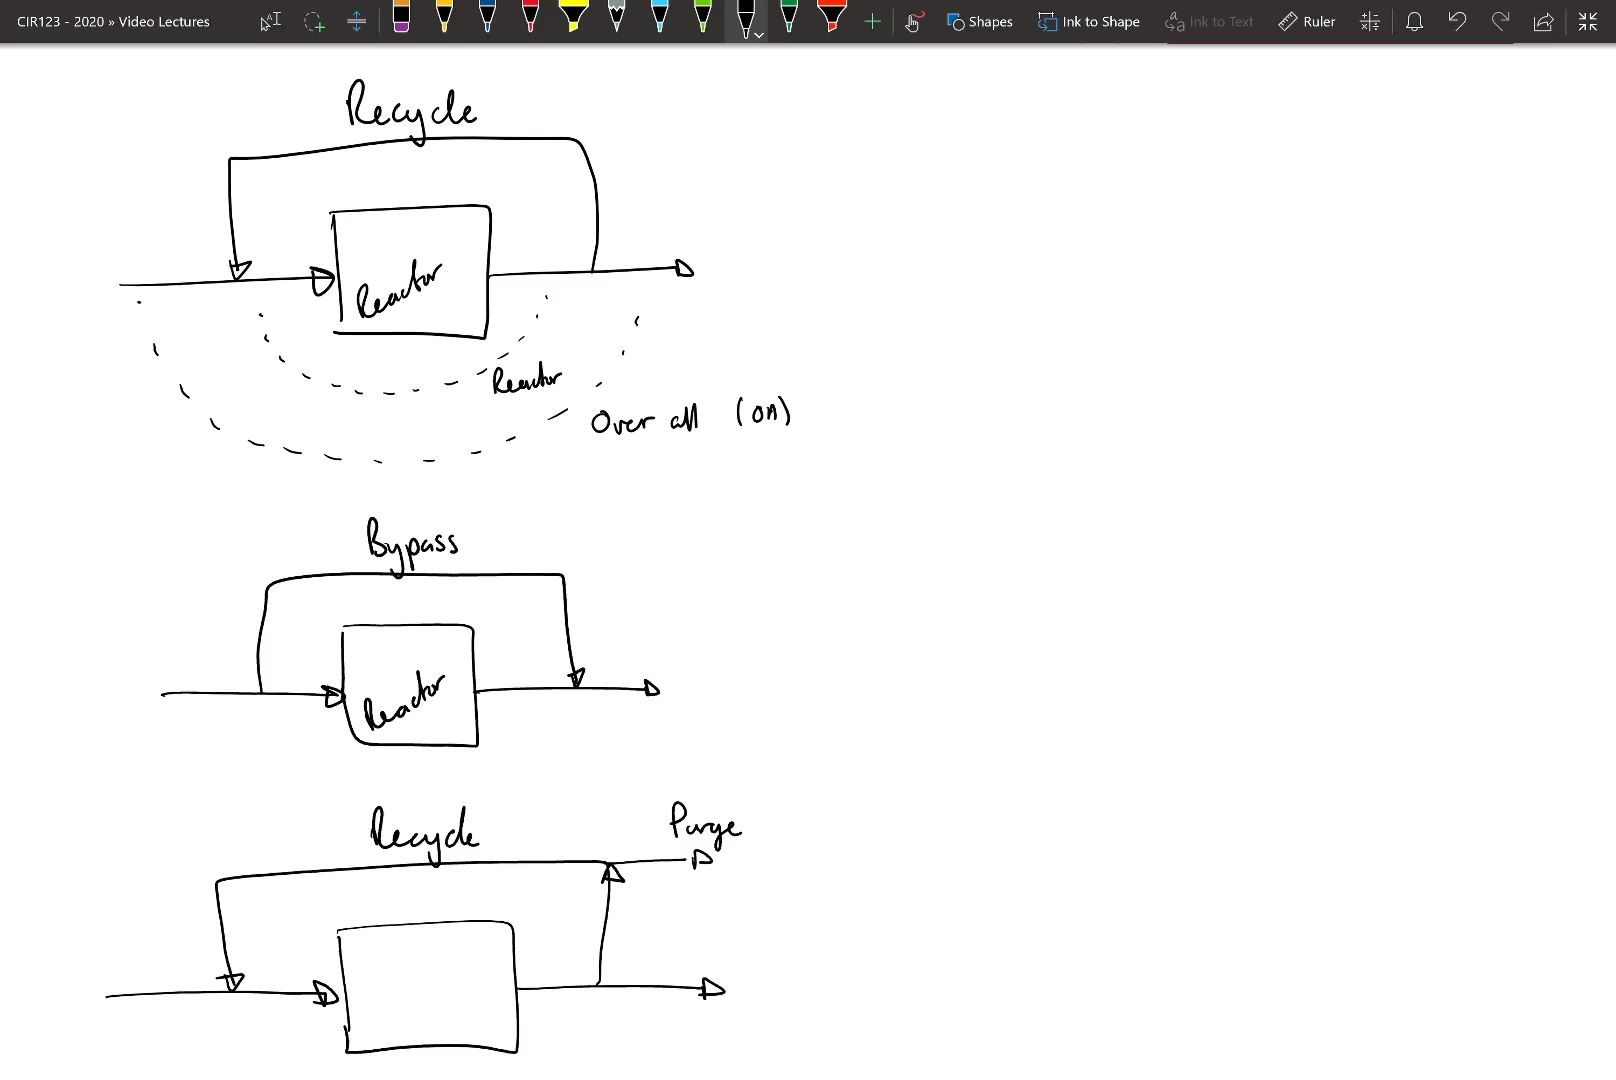 CIR123 - 2020 » Video Lectures
Shapes
Ink to Shape
Ink to Text
Ruler
Recycle
Reactor
Reactor
Over all (OA)
Bypass
Reactor
Recycle
Purge